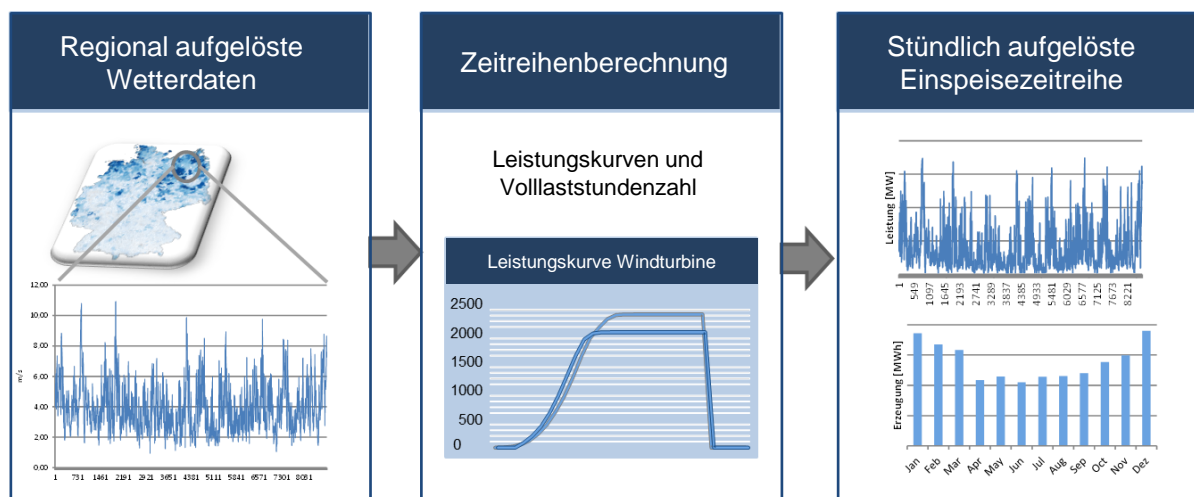 Regional aufgelöste
Wetterdaten
12.00
10.00
8.00
6.00
4.00
2.00
0.00
m/s
1 731 1461 2191 2921 3651 4381 5111 5841 6571 7301 8031
Zeitreihenberechnung
Leistungskurven und
Volllaststundenzahl
Leistungskurve Windturbine
2500
2000
1500
1000
500
0
Stündlich aufgelöste
Einspeisezeitreihe
Leistung [MW]
1 549 1097 1645 2193 2741 3289 3837 4385 4933 5481 6029 6577 7125 7673 8221
Erzeugung [MWh]
Jan Feb Mar Apr May Jun Jul Aug Sep Oct Nov Dez